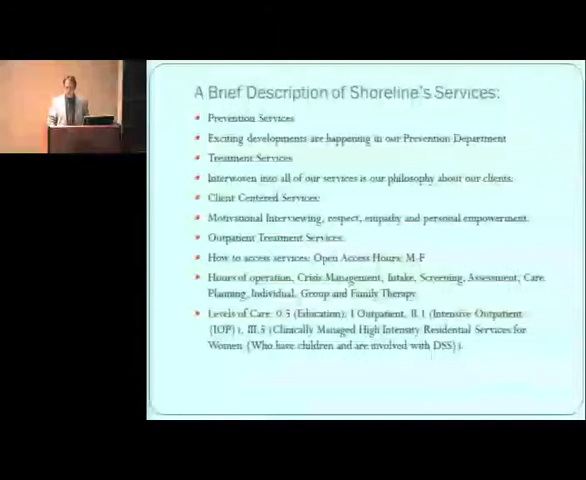 A Brief Description of Shoreline's Services:
Prevention Services
Exciting developments are happening in our Prevention Department
Treatment Services
Interwoven into all of our services is our philosophy about our clients.
Client Centered Services:
Motivational Interviewing, respect, empathy and personal empowerment.
Outpatient Treatment Services:
How to access services: Open Access Hours: M-F
Hours of operation, Crisis Management, Intake, Screening, Assessment, Care
Planning, Individual, Group and Family Therapy.
Levels of Care: 0.5 (Education), I Outpatient, II.1 (Intensive Outpatient
(IOP)), III.5 (Clinically Managed High Intensity Residential Services for
Women (Who have children and are involved with DSS)).